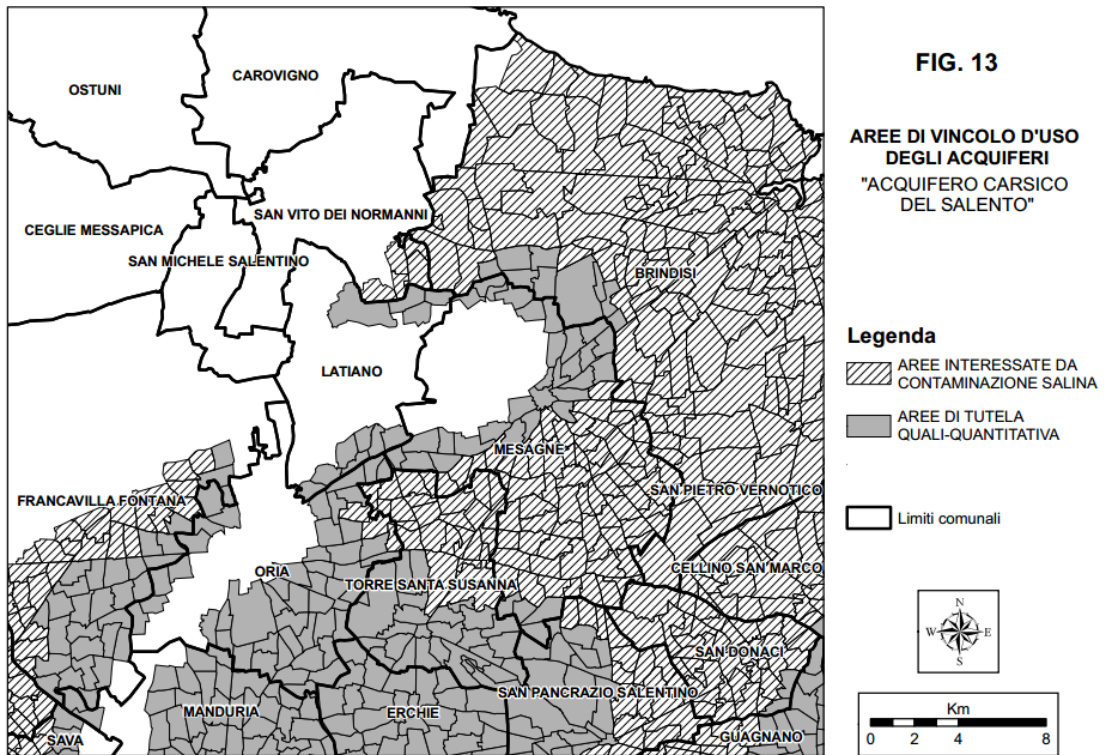 OSTUNI
CAROVIGNO
CEGLIE MESSAPICA
SAN VITO DEI NORMANNI
SAN MICHELE SALENTINO
BRINDISI
LATIANO
MESAGNE
FRANCAVILLA FONTANA
SAN PIETRO VERNOTICO
ORIA
TORRE SANTA SUSANNA
CELLINO SAN MARCO
SAN DONACI
SAN PANCRAZIO SALENTINO
MANDURIA
ERCHIE
SAVA
GUAGNANO
FIG. 13
AREE DI VINCOLO D'USO
DEGLI ACQUIFERI
"ACQUIFERO CARSICO
DEL SALENTO"
Legenda
AREE INTERESSATE DA
CONTAMINAZIONE SALINA
AREE DI TUTELA
QUALI-QUANTITATIVA
Limiti comunali
N
W E
S
Km
0 2 4 8